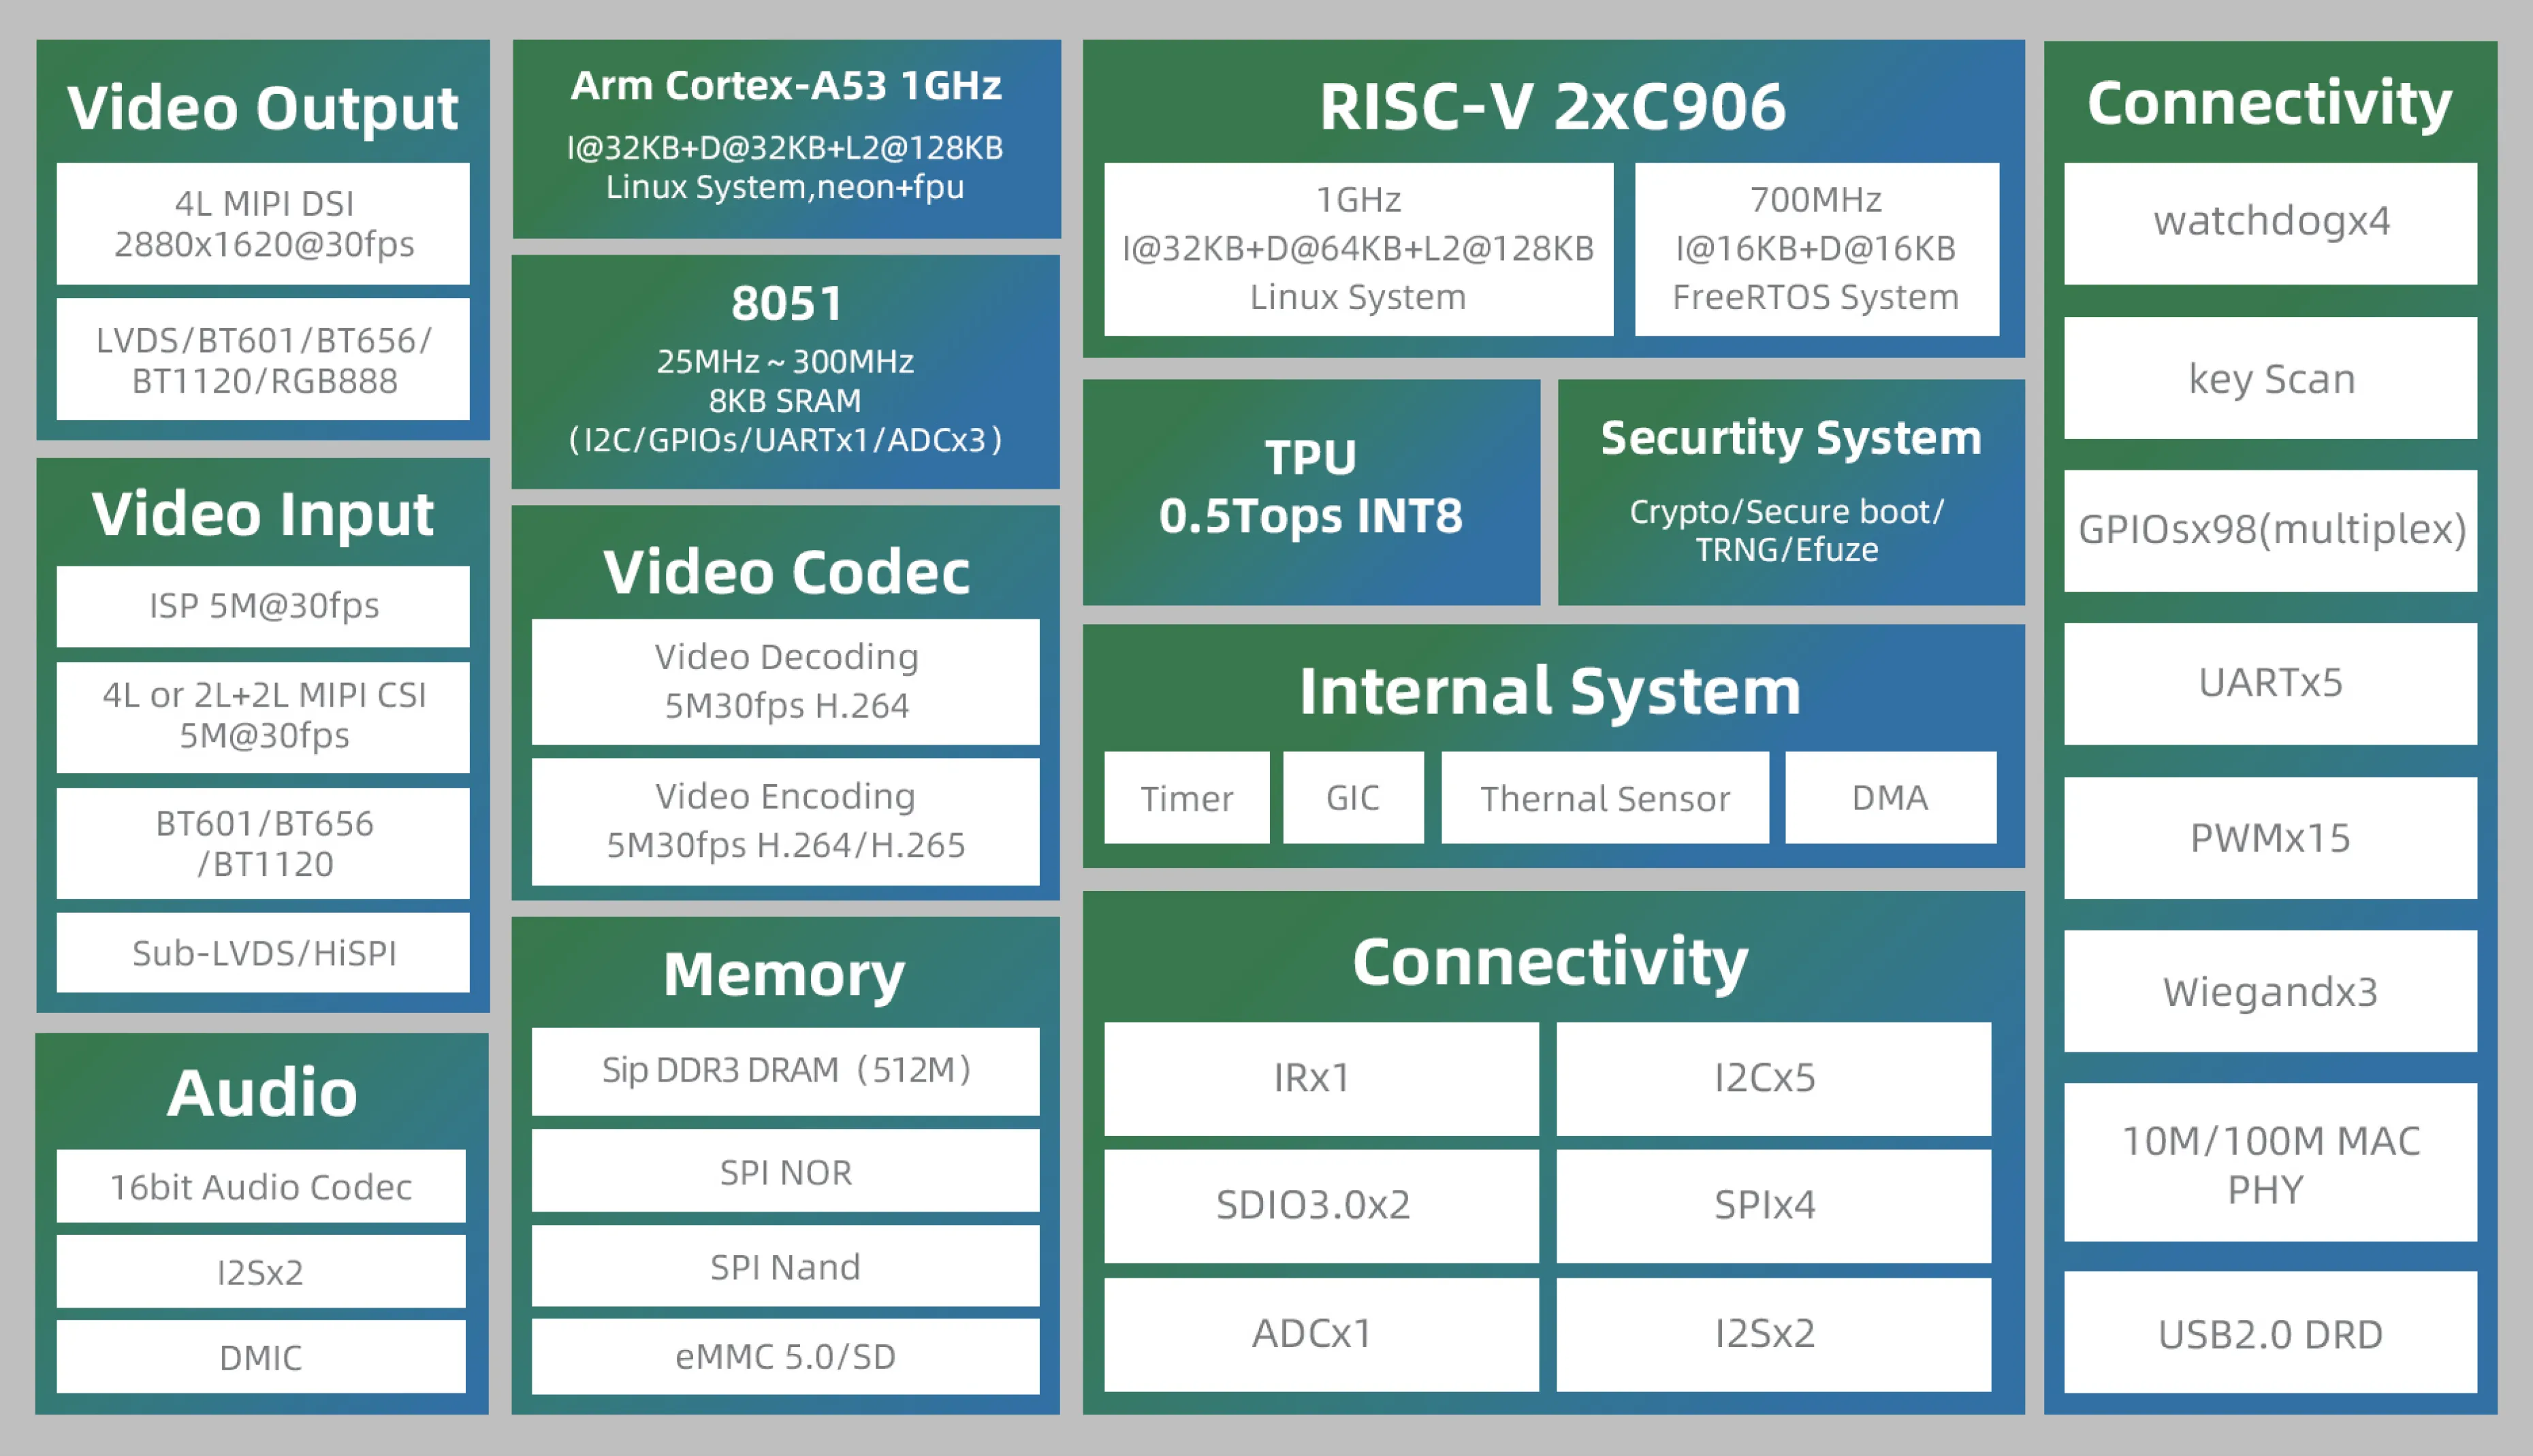 Video Output
4L MIPI DSI
2880x1620@30fps
LVDS/BT601/BT656/
BT1120/RGB888
Video Input
ISP 5M@30fps
4L or 2L+2L MIPI CSI
5M@30fps
BT601/BT656
/BT1120
Sub-LVDS/HiSPI
Audio
16bit Audio Codec
I2Sx2
DMIC
Arm Cortex-A53 1GHz
I@32KB+D@32KB+L2@128KB
Linux System,neon+fpu
8051
25MHz ~ 300MHz
8KB SRAM
(I2C/GPIOs/UARTx1/ADCx3)
Video Codec
Video Decoding
5M30fps H.264
Video Encoding
5M30fps H.264/H.265
Memory
Sip DDR3 DRAM（512M）
SPI NOR
SPI Nand
eMMC 5.0/SD
RISC-V 2xC906
1GHz
I@32KB+D@64KB+L2@128KB
Linux System
700MHz
I@16KB+D@16KB
FreeRTOS System
TPU
0.5Tops INT8
Securtity System
Crypto/Secure boot/
TRNG/Efuze
Internal System
Timer
GIC
Thernal Sensor
DMA
Connectivity
IRx1
I2Cx5
SDIO3.0x2
SPIx4
ADCx1
I2Sx2
Connectivity
watchdogx4
key Scan
GPIOsx98(multiplex)
UARTx5
PWMx15
Wiegandx3
10M/100M MAC
PHY
USB2.0 DRD